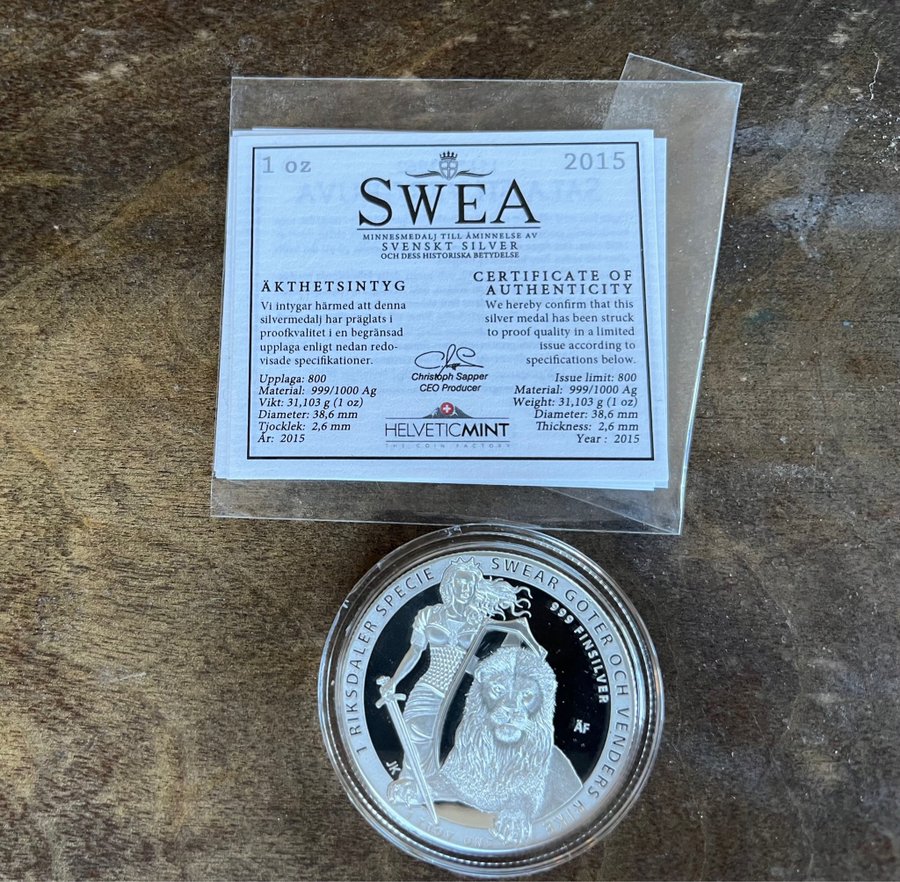 1 oz
2015
SWEA
MINNESMEDALJ TILL ÅMINNELSE AV
SVENSKT SILVER
OCH DESS HISTORISKA BETYDELSE
ÄKTHETSINTYG
Vi intygar härmed att denna
silvermedalj har präglats i
proofkvalitet i en begränsad
upplaga enligt nedan redo-
visade specifikationer.
Upplaga: 800
Material: 999/1000 Ag
Vikt: 31,103 g (1 oz)
Diameter: 38,6 mm
Tjocklek: 2,6 mm
År: 2015
CERTIFICATE OF
AUTHENTICITY
We hereby confirm that this
silver medal has been struck
to proof quality in a limited
issue according to
specifications below.
Issue limit: 800
Material: 999/1000 Ag
Weight: 31,103 g (1 oz)
Diameter: 38,6 mm
Thickness: 2,6 mm
Year : 2015
Christoph Sapper
CEO Producer
HELVETICMINT
THE COIN FACTORY
1 RIKSDALER SPECIE
SWEAR GÖTER OCH VENDERS RIKE
999 FINSILVER
ÄF
JK